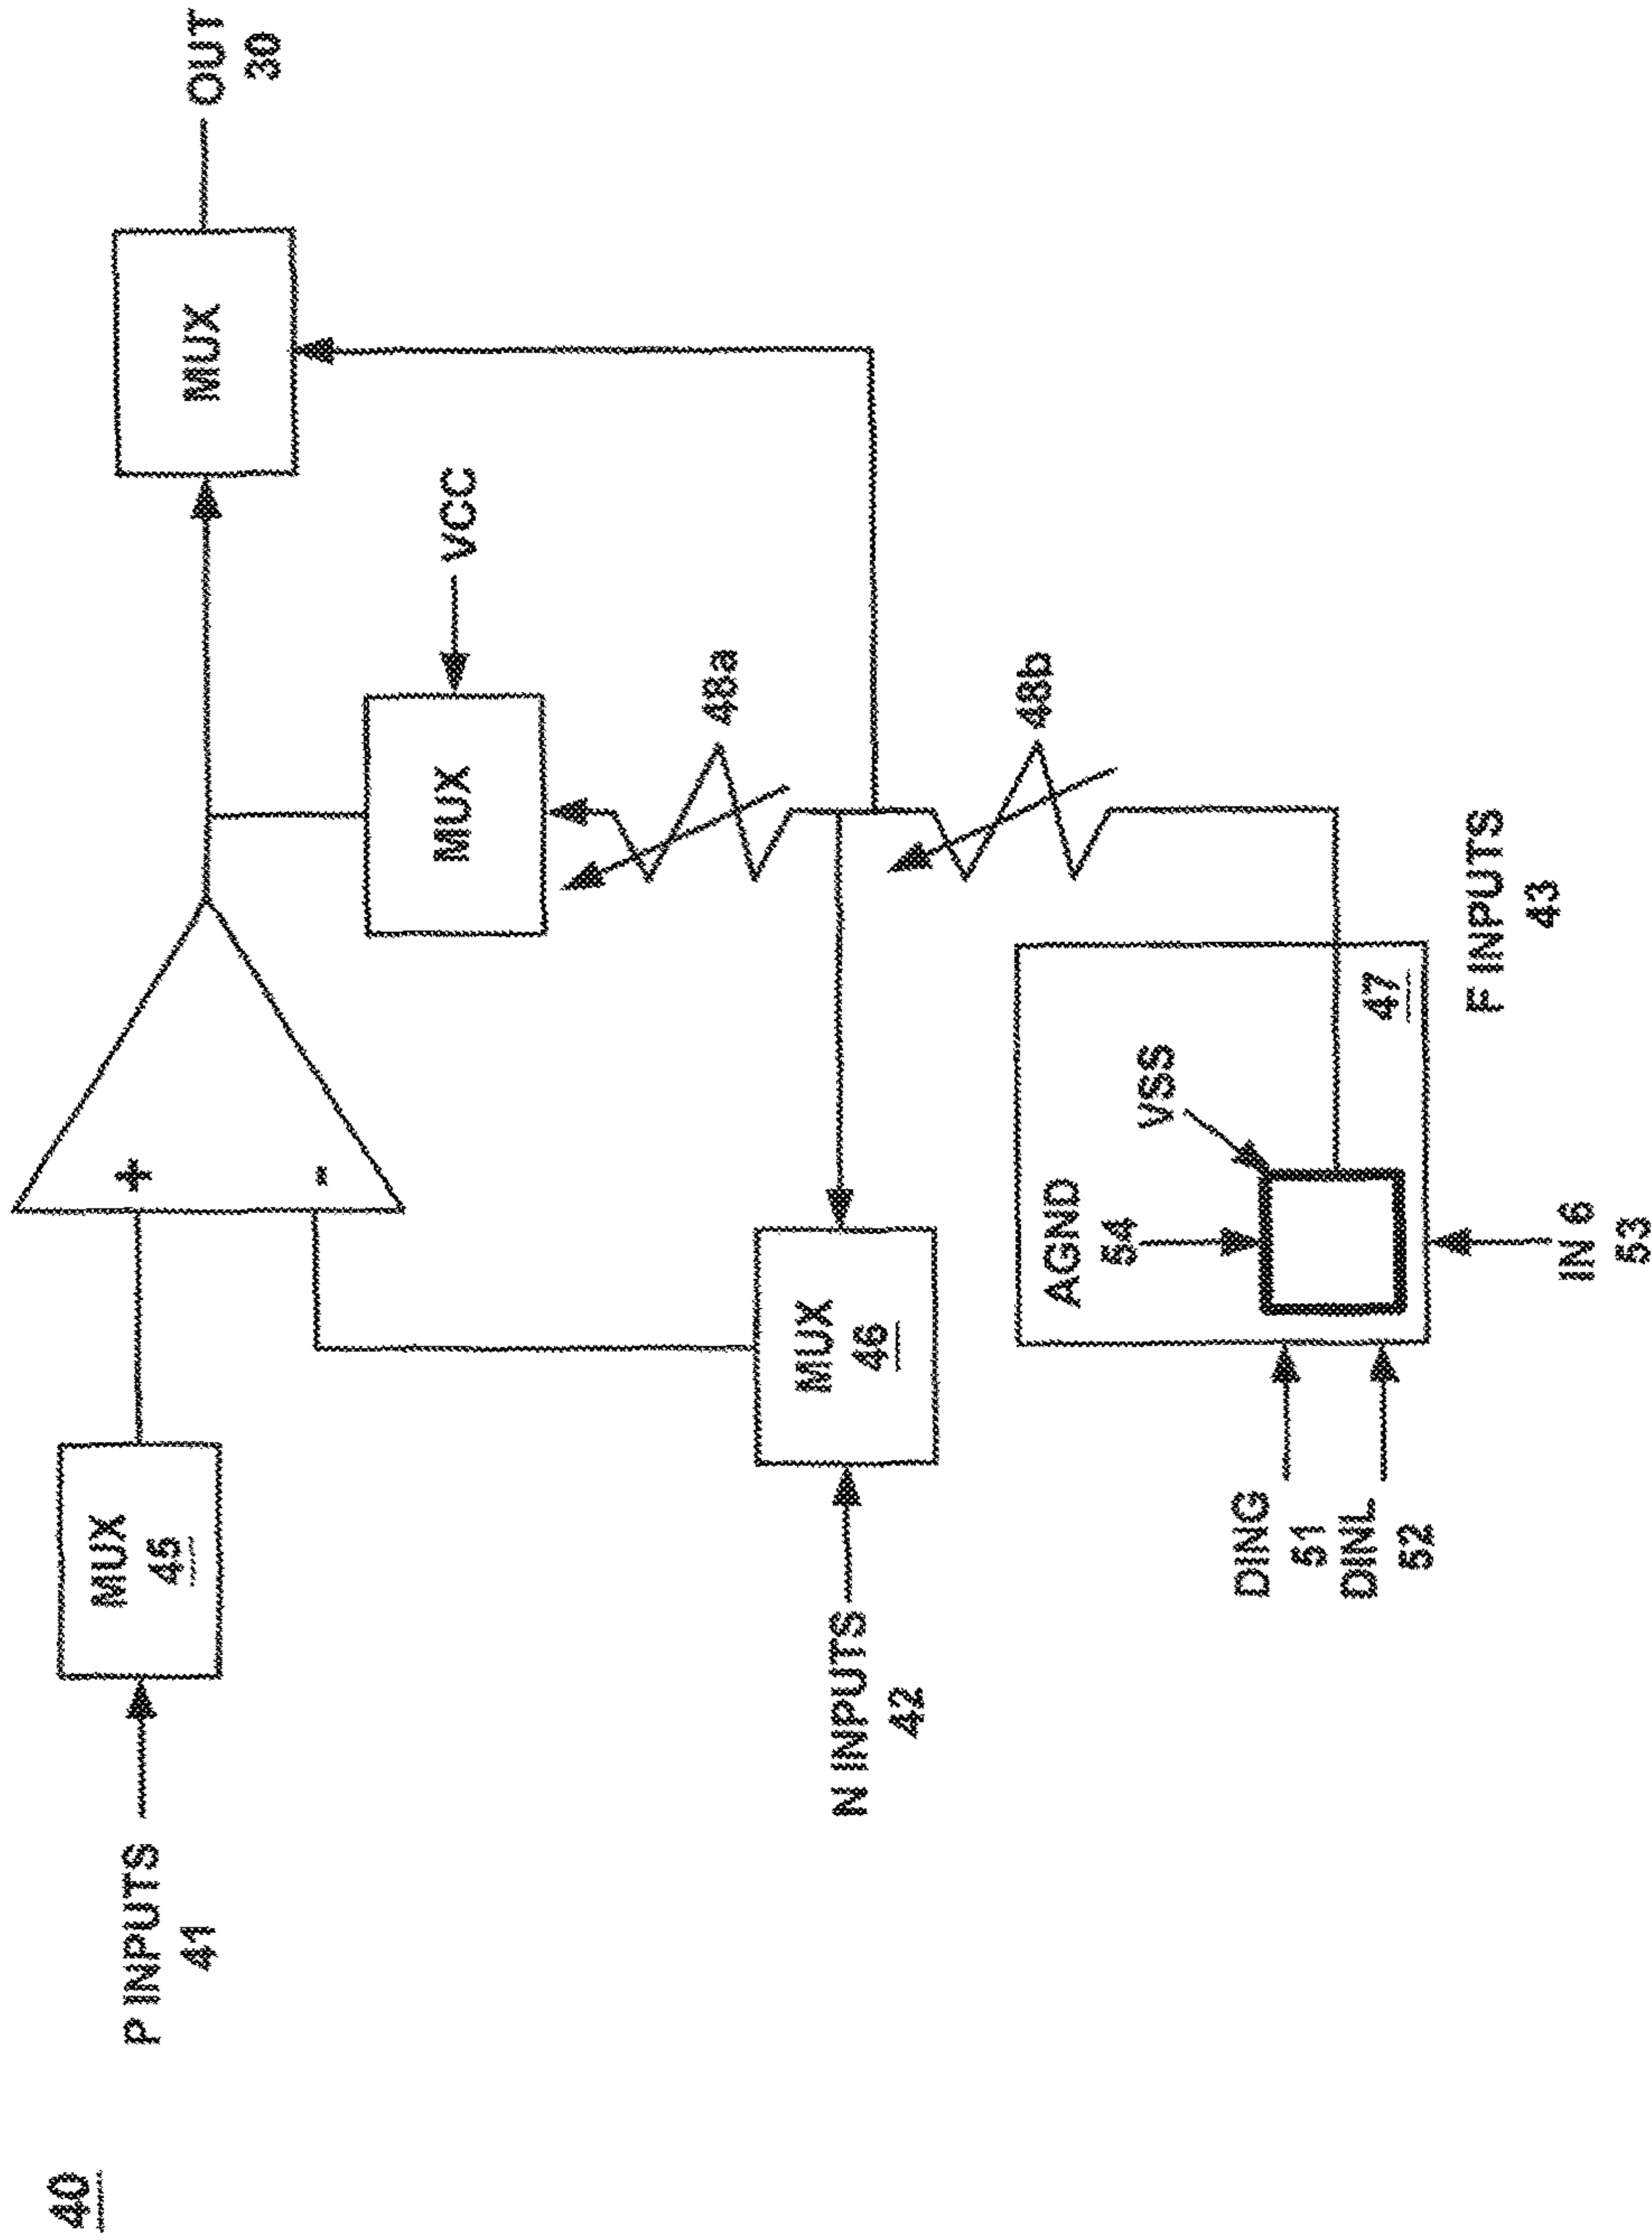 40
P INPUTS
41
MUX
45
+
-
MUX
OUT
30
MUX
VCC
48a
N INPUTS
42
MUX
46
48b
AGND
54
VSS
47
DING
51
DINL
52
IN 6
53
F INPUTS
43